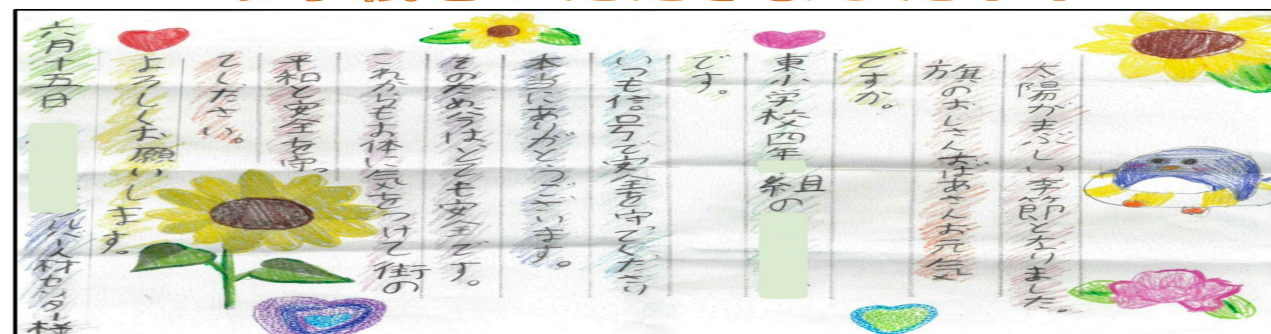 太陽がまぶしい季節となりました。
旗のおじさんおばあさんお元気
ですか。
東小学校四年 組の
です。
いつも信号で安全を守ってくださり
本当にありがとうございます。
そのため今はとても安全です。
これからもお体に気をつけて街の
平和と安全を守っ
てください。
よろしくお願いします。
六月十五日
ルバー人材センター様